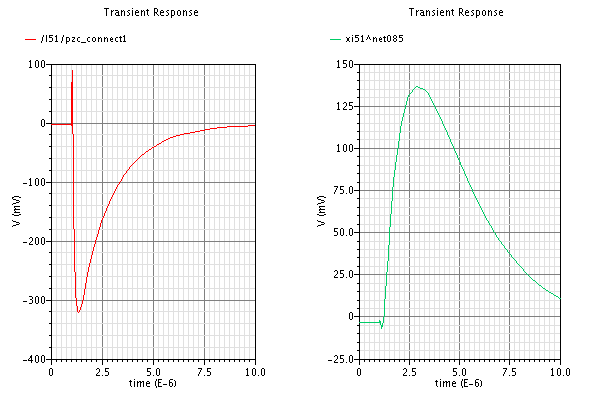 Transient Response
/I51/pzc_connect1
100
0
-100
-200
-300
-400
V (mV)
0 2.5 5.0 7.5 10.0
time (E-6)
Transient Response
xi51^net085
150
125
100
75.0
50.0
25.0
0
-25.0
V (mV)
0 2.5 5.0 7.5 10.0
time (E-6)